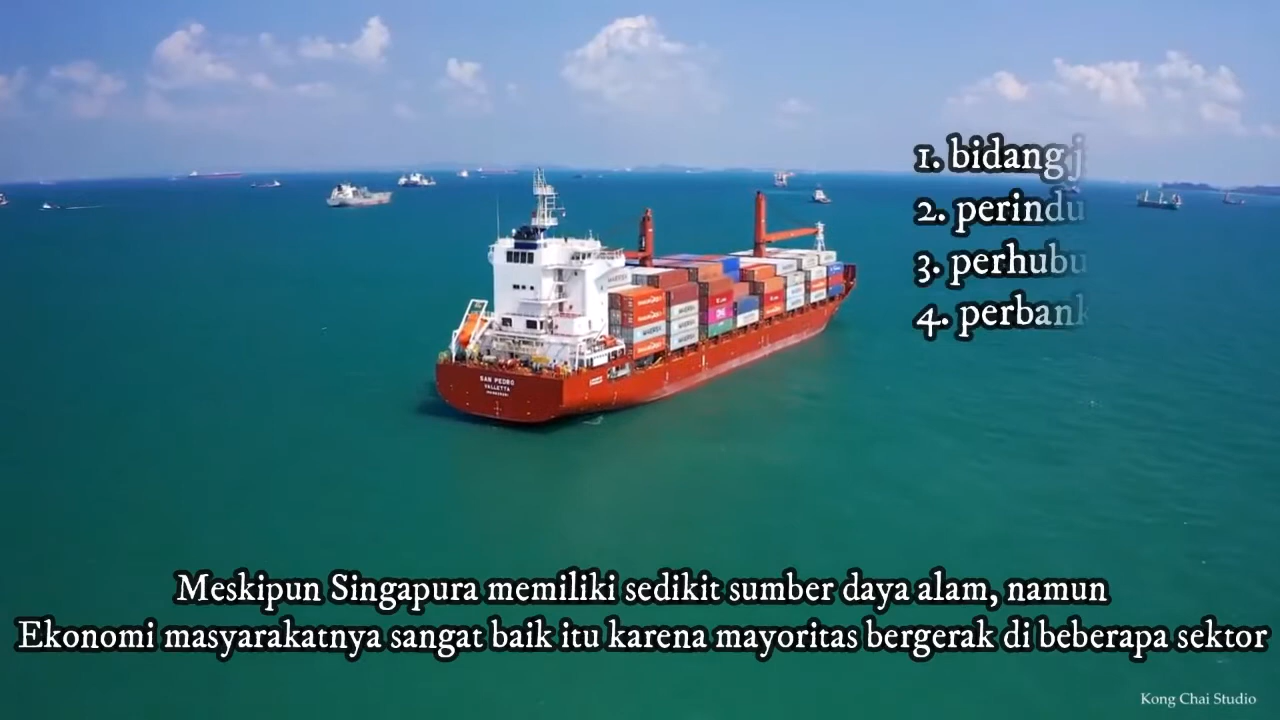 1. bidang
2. perindu
3. perhubu
4. perbank
SAN PEDRO
VALLETTA
Meskipun Singapura memiliki sedikit sumber daya alam, namun
Ekonomi masyarakatnya sangat baik itu karena mayoritas bergerak di beberapa sektor
Kong Chai Studio